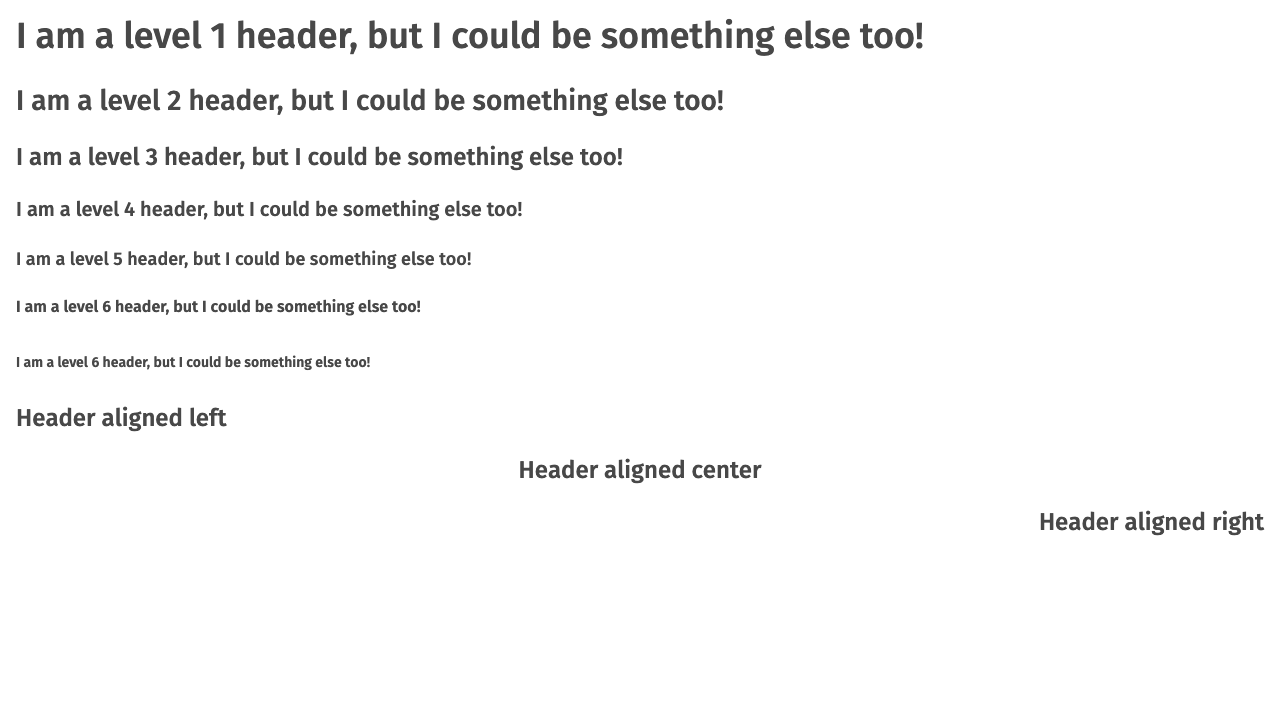 I am a level 1 header, but I could be something else too!
I am a level 2 header, but I could be something else too!
I am a level 3 header, but I could be something else too!
I am a level 4 header, but I could be something else too!
I am a level 5 header, but I could be something else too!
I am a level 6 header, but I could be something else too!
I am a level 6 header, but I could be something else too!
Header aligned left
Header aligned center
Header aligned right